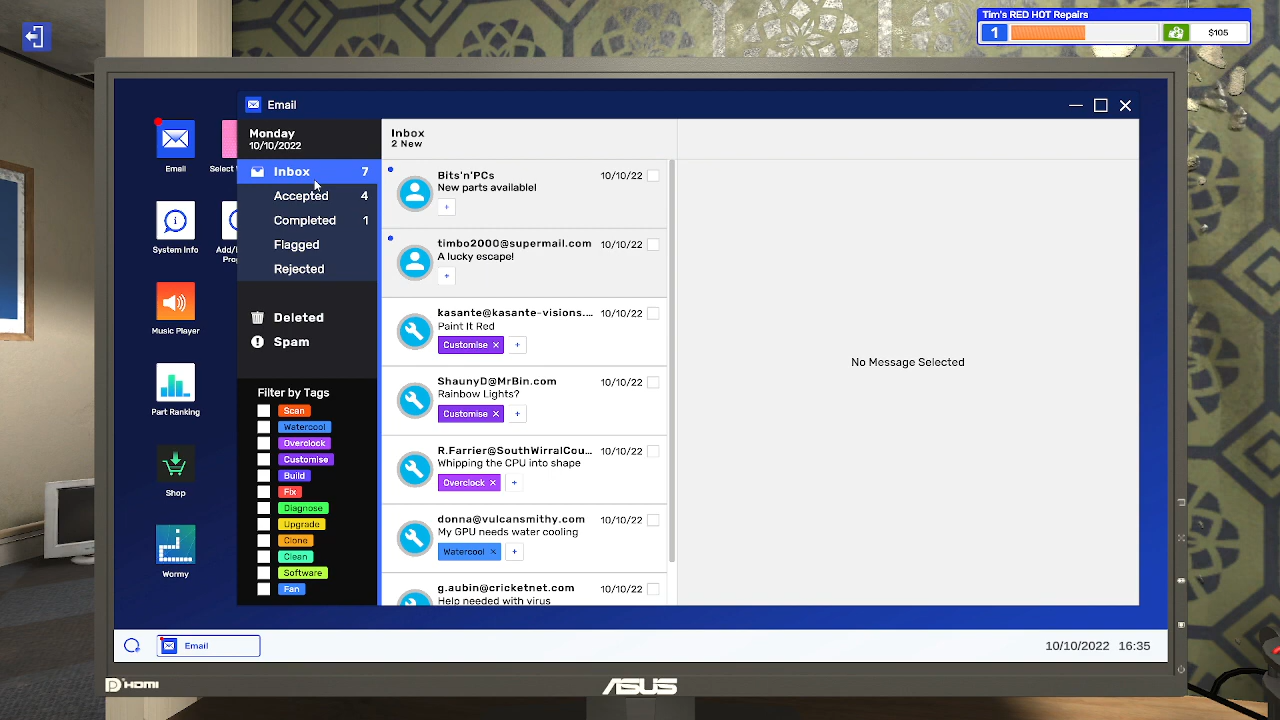 Tim's RED HOT Repairs
1
$105
Email
Monday
10/10/2022
Inbox 7
Accepted 4
Completed 1
Flagged
Rejected
Deleted
Spam
Filter by Tags
Scan
Watercool
Overclock
Customise
Build
Fix
Diagnose
Upgrade
Clone
Clean
Software
Fan
Inbox
2 New
Bits'n'PCs 10/10/22
New parts available!
+
timbo2000@supermail.com 10/10/22
A lucky escape!
+
kasante@kasante-visions.... 10/10/22
Paint It Red
Customise × +
ShaunyD@MrBin.com 10/10/22
Rainbow Lights?
Customise × +
R.Farrier@SouthWirralCou... 10/10/22
Whipping the CPU into shape
Overclock × +
donna@vulcansmithy.com 10/10/22
My GPU needs water cooling
Watercool × +
g.aubin@cricketnet.com 10/10/22
Help needed with virus
No Message Selected
Email
Select
System Info
Add/
Prog
Music Player
Part Ranking
Shop
Wormy
Email
10/10/2022 16:35
HDMI
ASUS